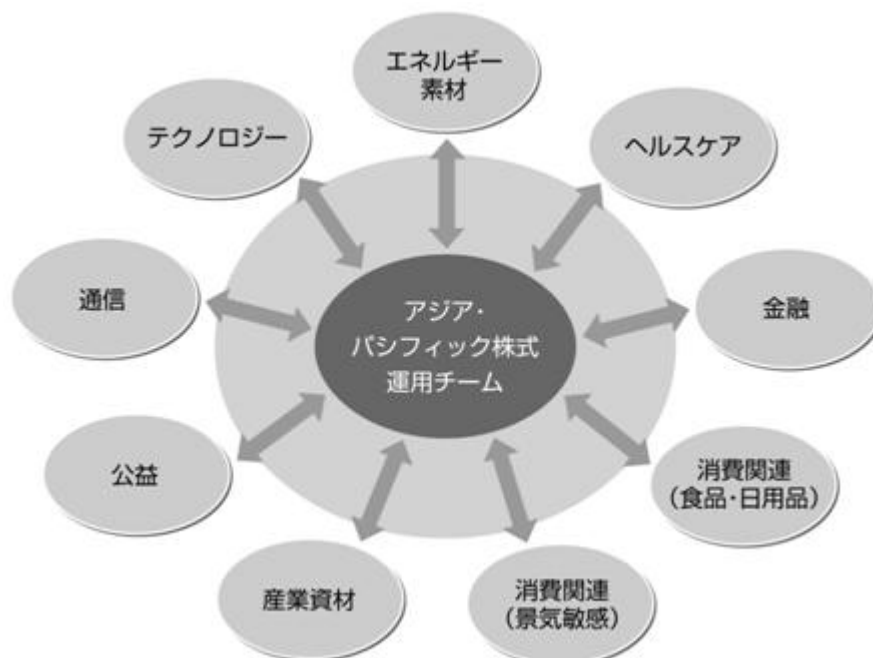 エネルギー
素材
テクノロジー
ヘルスケア
通信
アジア・
パシフィック株式
運用チーム
金融
公益
消費関連
（食品・日用品）
産業資材
消費関連
（景気敏感）